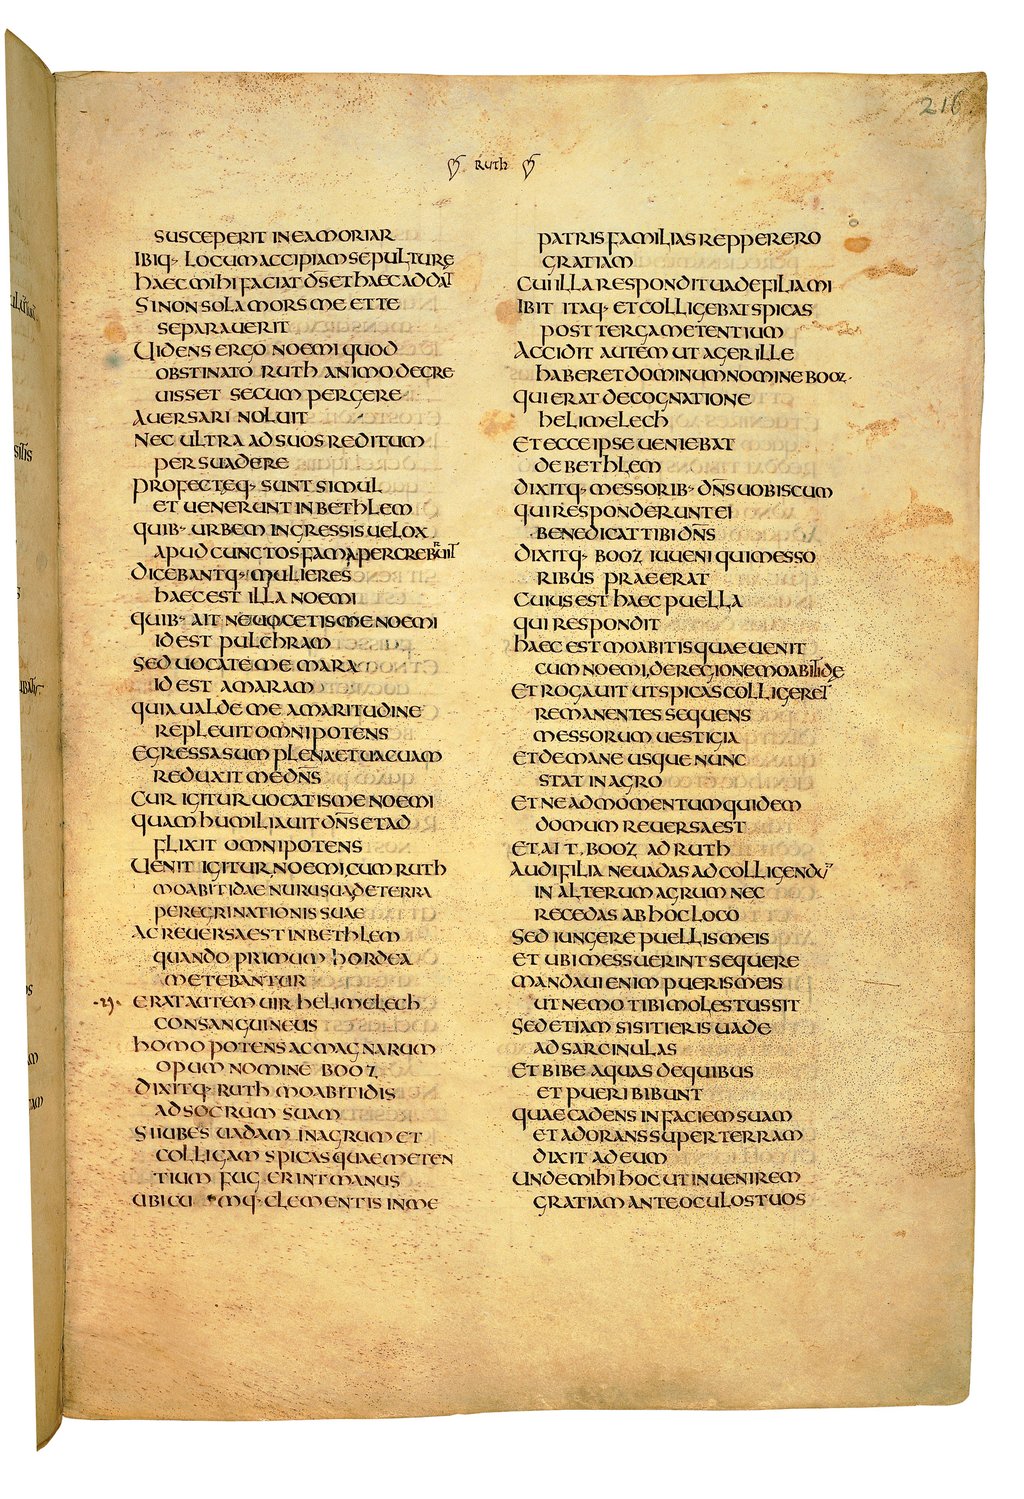 216
RUTH
SUSCEPERIT IN EA MORIAR
IBIQ· LOCUM ACCIPIAM SEPULTURE
HAEC MIHI FACIAT DN̄S ET HAEC ADDAT
SI NON SOLA MORS ME ET TE
SEPARAUERIT
UIDENS ERGO NOEMI QUOD
OBSTINATO RUTH ANIMO DECRE
UISSET SECUM PERGERE
AUERSARI NOLUIT
NEC ULTRA AD SUOS REDITUM
PERSUADERE
PROFECTEQ· SUNT SIMUL
ET UENERUNT IN BETHLEM
QUIB· URBEM INGRESSIS UELOX
APUD CUNCTOS FAMA PERCREBRUIT
DICEBANTQ· MULIERES
HAEC EST ILLA NOEMI
QUIB· AIT NE UOCETIS ME NOEMI
ID EST PULCHRAM
SED UOCATE ME MARA
ID EST AMARAM
QUIA UALDE ME AMARITUDINE
REPLEUIT OMNIPOTENS
EGRESSA SUM PLENA ET UACUAM
REDUXIT ME DN̄S
CUR IGITUR UOCATIS ME NOEMI
QUAM HUMILIAUIT DN̄S ET AD
FLIXIT OMNIPOTENS
UENIT IGITUR NOEMI CUM RUTH
MOABITIDAE NURUSUA DE TERRA
PEREGRINATIONIS SUAE
AC REUERSA EST IN BETHLEM
QUANDO PRIMUM HORDEA
METEBANTUR
ERAT AUTEM UIR HELIMELECH
CONSANGUINEUS
HOMO POTENS AC MAGNARUM
OPUM NOMINE BOOZ
DIXITQ· RUTH MOABITIDIS
AD SOCRUM SUAM
SI IUBES UADAM IN AGRUM ET
COLLIGAM SPICAS QUAE METEN
TIUM FUGERINT MANUS
UBICU MQ· CLEMENTIS IN ME
PATRIS FAMILIAS REPPERERO
GRATIAM
CUI ILLA RESPONDIT UADE FILIA MI
IBIT ITAQ· ET COLLIGEBAT SPICAS
POST TERGA METENTIUM
ACCIDIT AUTEM UT AGER ILLE
HABERET DOMINUM NOMINE BOOZ·
QUI ERAT DE COGNATIONE
HELIMELECH
ET ECCE IPSE UENIEBAT
DE BETHLEM
DIXITQ· MESSORIB· DN̄S UOBISCUM
QUI RESPONDERUNT EI
BENEDICAT TIBI DN̄S
DIXITQ· BOOZ IUUENI QUI MESSO
RIBUS PRAEERAT
CUIUS EST HAEC PUELLA
QUI RESPONDIT
HAEC EST MOABITIS QUAE UENIT
CUM NOEMI DE REGIONE MOABITIDE
ET ROGAUIT UT SPICAS COLLIGERET
REMANENTES SEQUENS
MESSORUM UESTIGIA
ET DE MANE USQUE NUNC
STAT IN AGRO
ET NE AD MOMENTUM QUIDEM
DOMUM REUERSA EST
ET AIT BOOZ AD RUTH
AUDI FILIA NE UADAS AD COLLIGENDŪ
IN ALTERUM AGRUM NEC
RECEDAS AB HOC LOCO
SED IUNGERE PUELLIS MEIS
ET UBI MESSUERINT SEQUERE
MANDAUI ENIM PUERIS MEIS
UT NEMO TIBI MOLESTUS SIT
SED ETIAM SI SITIERIS UADE
AD SARCINULAS
ET BIBE AQUAS DE QUIBUS
ET PUERI BIBUNT
QUAE CADENS IN FACIEM SUAM
ET ADORANS SUPER TERRAM
DIXIT AD EUM
UNDE MIHI HOC UT INUENIREM
GRATIAM ANTE OCULOS TUOS